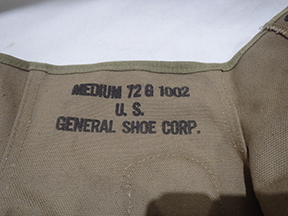 MEDIUM 72 G 1002
U. S.
GENERAL SHOE CORP.